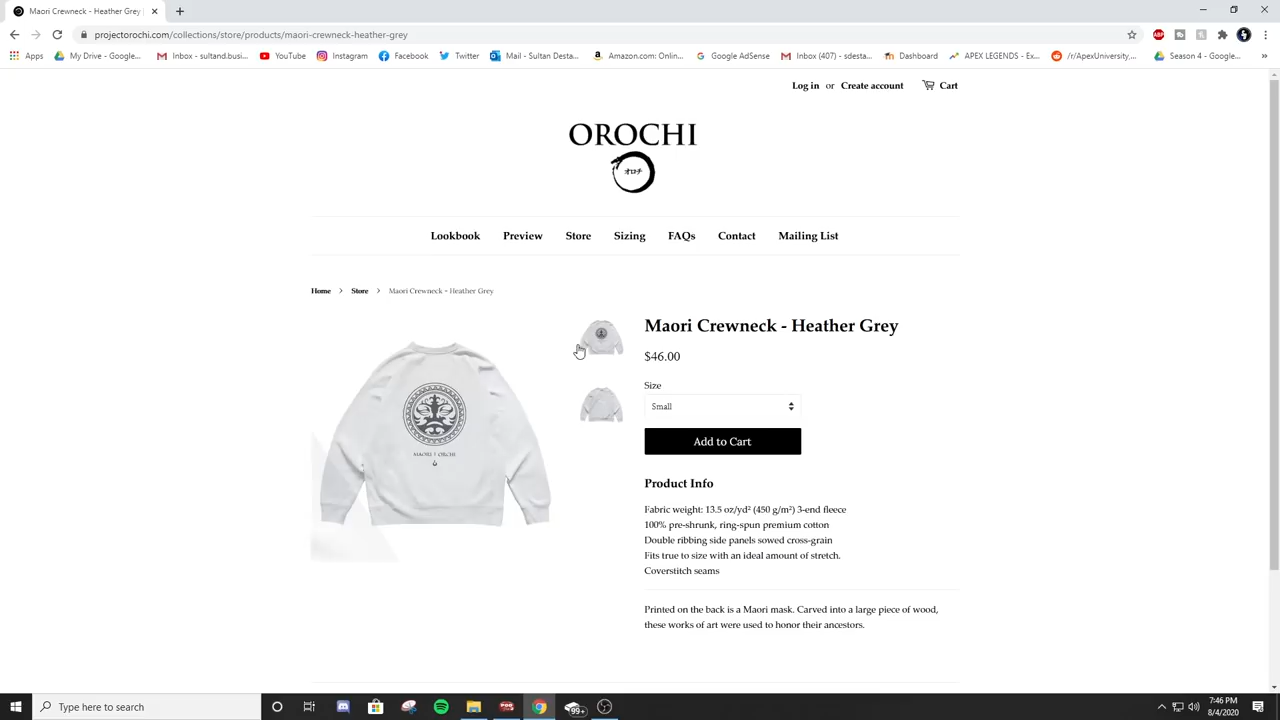 Maori Crewneck - Heather Grey |
projectorochi.com/collections/store/products/maori-crewneck-heather-grey
Apps My Drive - Google... Inbox - sultand.busi... YouTube Instagram Facebook Twitter Mail - Sultan Desta... Amazon.com: Onlin... Google AdSense Inbox (407) - sdesta... Dashboard APEX LEGENDS - Ex... /r/ApexUniversity,... Season 4 - Google... »
Log in or Create account Cart
OROCHI
オロチ
Lookbook Preview Store Sizing FAQs Contact Mailing List
Home > Store > Maori Crewneck - Heather Grey
Maori Crewneck - Heather Grey
$46.00
Size
Small
Add to Cart
Product Info
Fabric weight: 13.5 oz/yd² (450 g/m²) 3-end fleece
100% pre-shrunk, ring-spun premium cotton
Double ribbing side panels sowed cross-grain
Fits true to size with an ideal amount of stretch.
Coverstitch seams
Printed on the back is a Maori mask. Carved into a large piece of wood,
these works of art were used to honor their ancestors.
Type here to search
99+
7:46 PM
8/4/2020